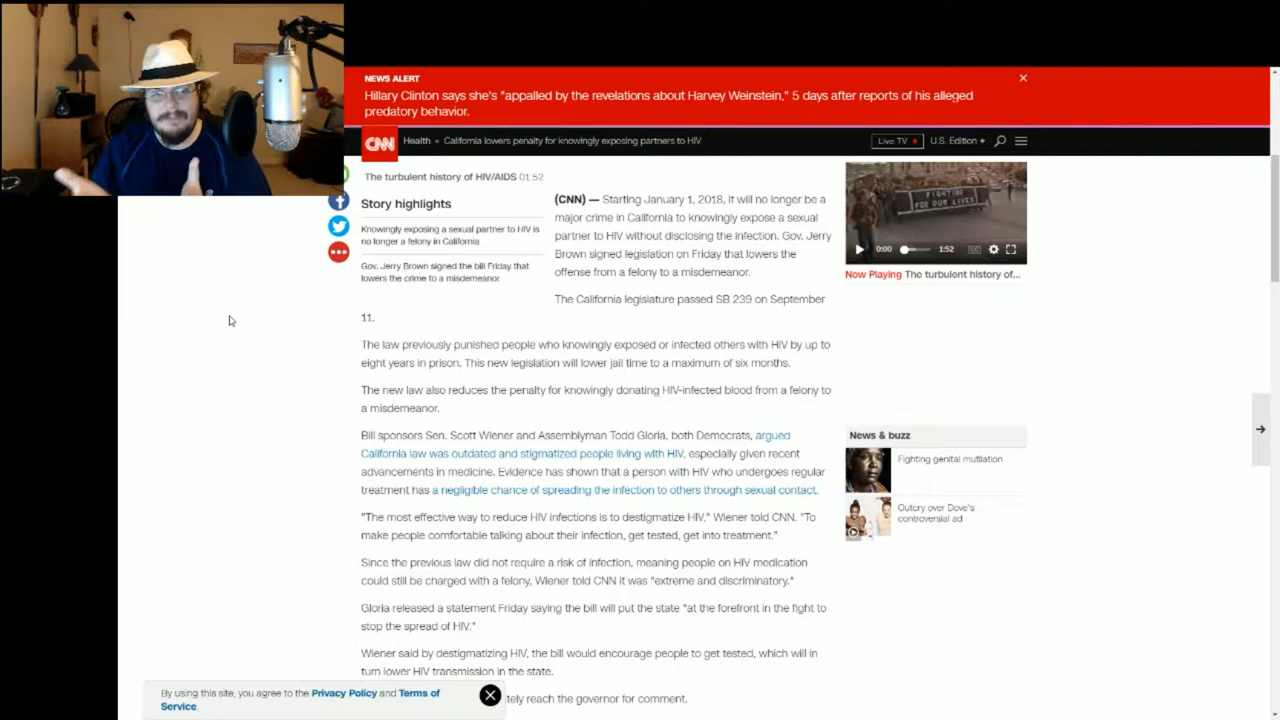 NEWS ALERT
Hillary Clinton says she's "appalled by the revelations about Harvey Weinstein," 5 days after reports of his alleged
predatory behavior.
CNN
Health » California lowers penalty for knowingly exposing partners to HIV
Live TV
U.S. Edition +
The turbulent history of HIV/AIDS 01:52
Story highlights
Knowingly exposing a sexual partner to HIV is
no longer a felony in California
Gov. Jerry Brown signed the bill Friday that
lowers the crime to a misdemeanor
(CNN) — Starting January 1, 2018, it will no longer be a
major crime in California to knowingly expose a sexual
partner to HIV without disclosing the infection. Gov. Jerry
Brown signed legislation on Friday that lowers the
offense from a felony to a misdemeanor.
The California legislature passed SB 239 on September
11.
The law previously punished people who knowingly exposed or infected others with HIV by up to
eight years in prison. This new legislation will lower jail time to a maximum of six months.
The new law also reduces the penalty for knowingly donating HIV-infected blood from a felony to
a misdemeanor.
Bill sponsors Sen. Scott Wiener and Assemblyman Todd Gloria, both Democrats, argued
California law was outdated and stigmatized people living with HIV, especially given recent
advancements in medicine. Evidence has shown that a person with HIV who undergoes regular
treatment has a negligible chance of spreading the infection to others through sexual contact.
"The most effective way to reduce HIV infections is to destigmatize HIV," Wiener told CNN. "To
make people comfortable talking about their infection, get tested, get into treatment."
Since the previous law did not require a risk of infection, meaning people on HIV medication
could still be charged with a felony, Wiener told CNN it was "extreme and discriminatory."
Gloria released a statement Friday saying the bill will put the state "at the forefront in the fight to
stop the spread of HIV."
Wiener said by destigmatizing HIV, the bill would encourage people to get tested, which will in
turn lower HIV transmission in the state.
tely reach the governor for comment.
FIGHTING
FOR OUR LIVES
0:00
1:52
Now Playing The turbulent history of...
News & buzz
Fighting genital mutilation
Outcry over Dove's
controversial ad
By using this site, you agree to the Privacy Policy and Terms of
Service.